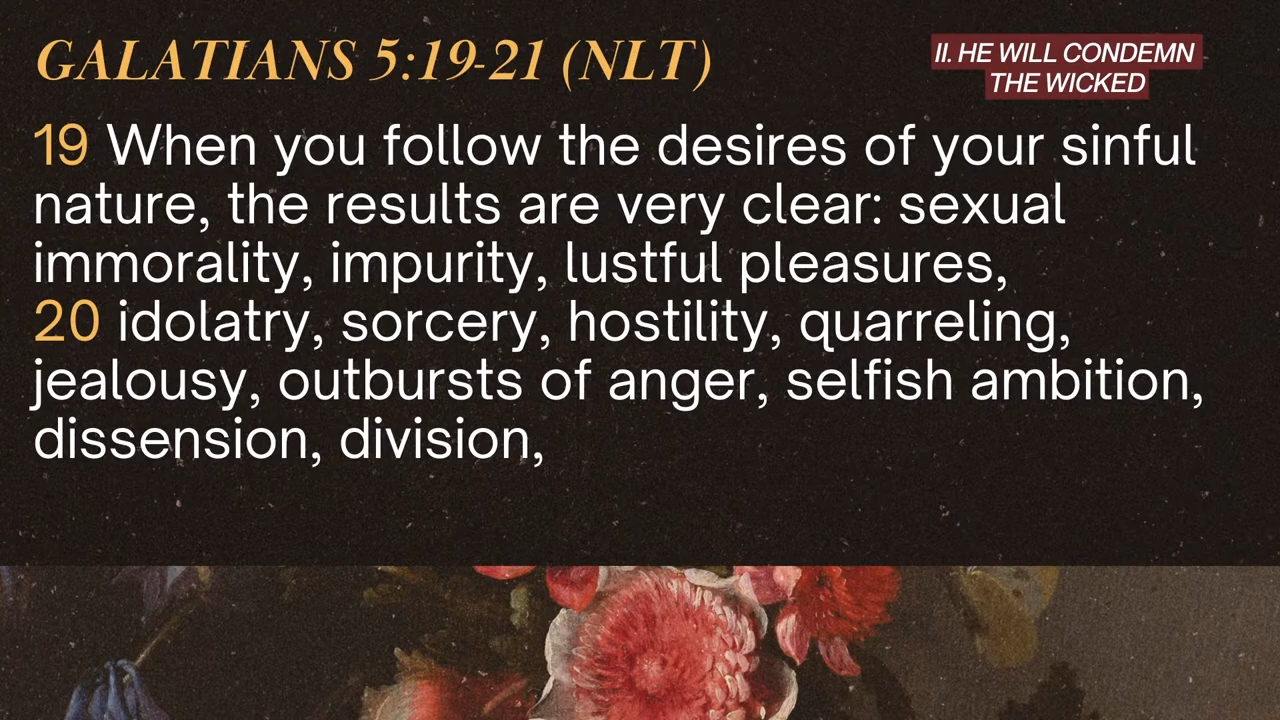 GALATIANS 5:19-21 (NLT)
II. HE WILL CONDEMN
THE WICKED
19 When you follow the desires of your sinful
nature, the results are very clear: sexual
immorality, impurity, lustful pleasures,
20 idolatry, sorcery, hostility, quarreling,
jealousy, outbursts of anger, selfish ambition,
dissension, division,